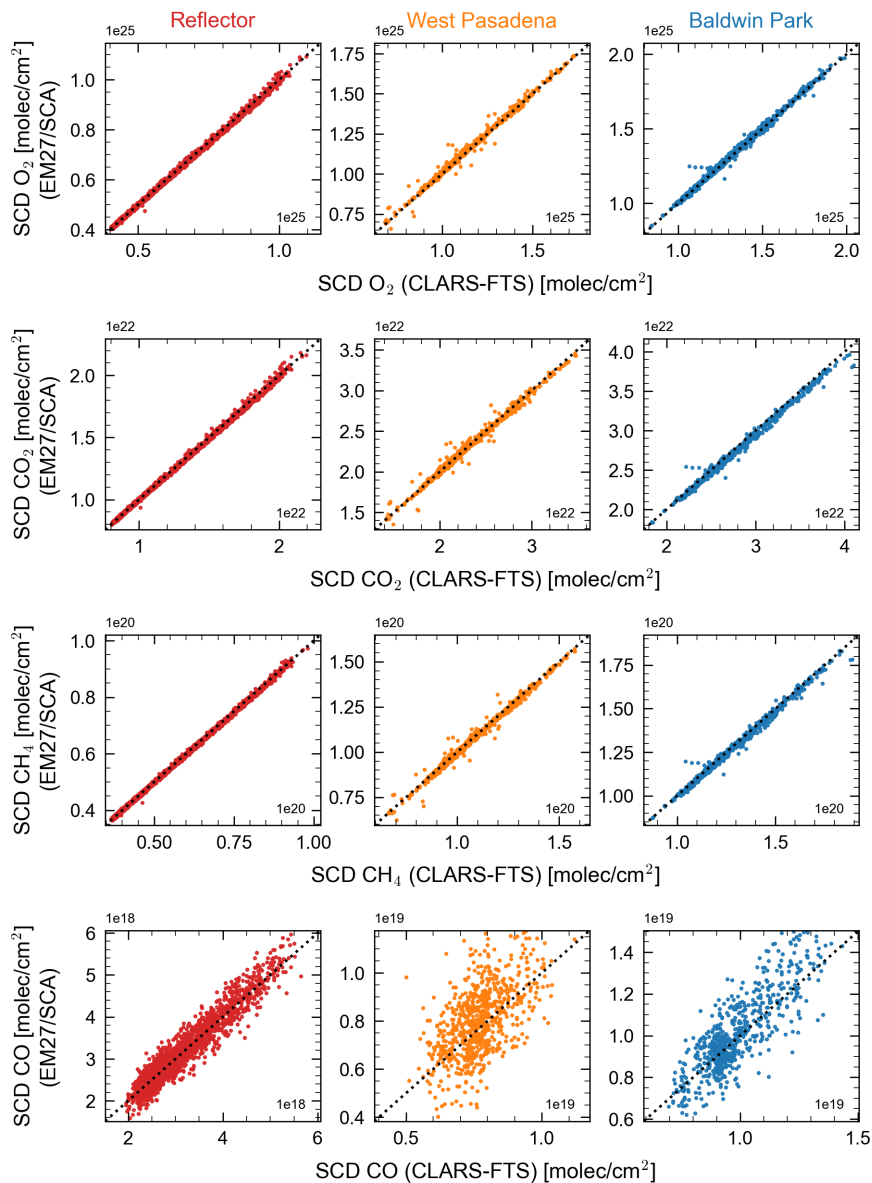 Reflector West Pasadena Baldwin Park
1e25 1e25 1e25
SCD O₂ [molec/cm²]
(EM27/SCA)
1.0
0.8
0.6
0.4
1.75
1.50
1.25
1.00
0.75
2.0
1.5
1.0
1e25 1e25 1e25
0.5 1.0 1.0 1.5 1.0 1.5 2.0
SCD O₂ (CLARS-FTS) [molec/cm²]
1e22 1e22 1e22
SCD CO₂ [molec/cm²]
(EM27/SCA)
2.0
1.5
1.0
3.5
3.0
2.5
2.0
1.5
4.0
3.5
3.0
2.5
2.0
1e22 1e22 1e22
1 2 2 3 2 3 4
SCD CO₂ (CLARS-FTS) [molec/cm²]
1e20 1e20 1e20
SCD CH₄ [molec/cm²]
(EM27/SCA)
1.0
0.8
0.6
0.4
1.50
1.25
1.00
0.75
1.75
1.50
1.25
1.00
1e20 1e20 1e20
0.50 0.75 1.00 1.0 1.5 1.0 1.5
SCD CH₄ (CLARS-FTS) [molec/cm²]
1e18 1e19 1e19
SCD CO [molec/cm²]
(EM27/SCA)
6
5
4
3
2
1.0
0.8
0.6
0.4
1.4
1.2
1.0
0.8
0.6
1e18 1e19 1e19
2 4 6 0.5 1.0 1.0 1.5
SCD CO (CLARS-FTS) [molec/cm²]